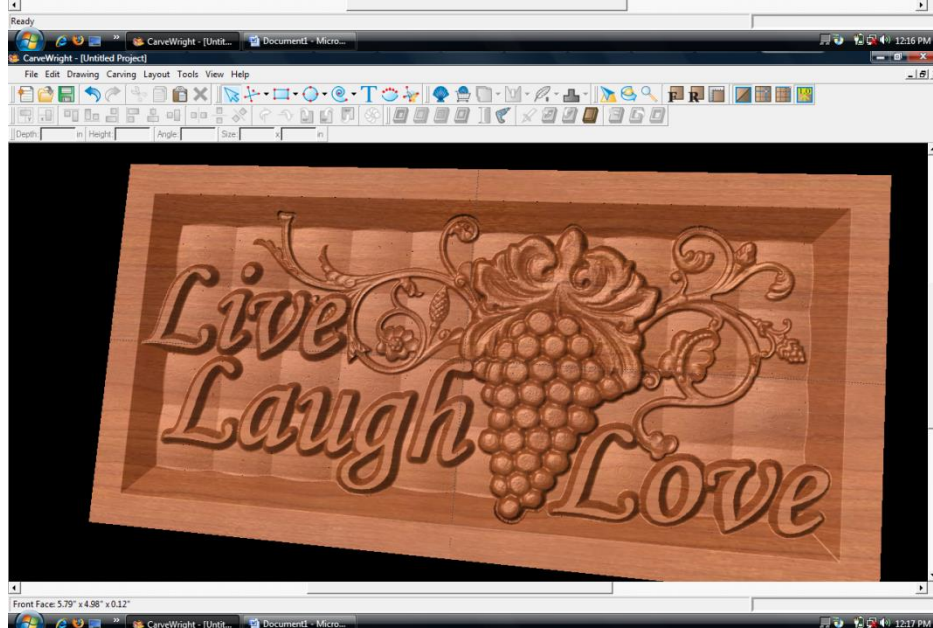 Ready
CarveWright - [Untit... Document1 - Micro... 12:16 PM
CarveWright - [Untitled Project]
File Edit Drawing Carving Layout Tools View Help
Depth: in Height: Angle: Size: x in
Live
Laugh
Love
Front Face: 5.79" x 4.98" x 0.12"
CarveWright - [Untit... Document1 - Micro... 12:17 PM